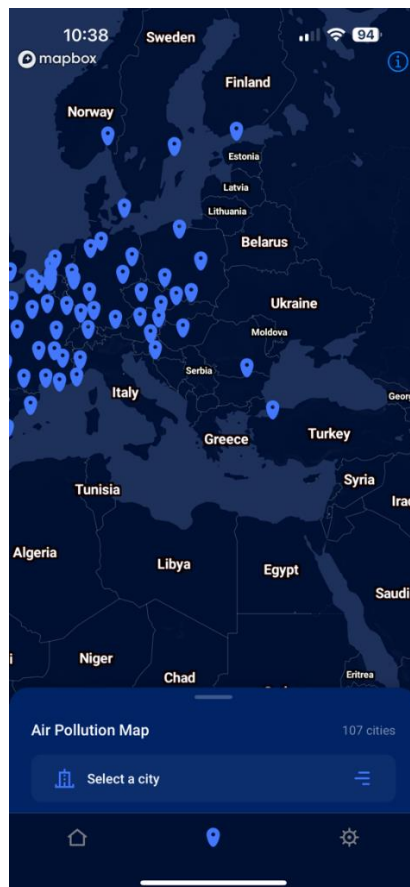 10:38
94
mapbox
Sweden
Finland
Norway
Estonia
Latvia
Lithuania
Belarus
Ukraine
Moldova
Serbia
Italy
Greece
Turkey
Syria
Tunisia
Algeria
Libya
Egypt
Saudi
Niger
Chad
Eritrea
Air Pollution Map
107 cities
Select a city